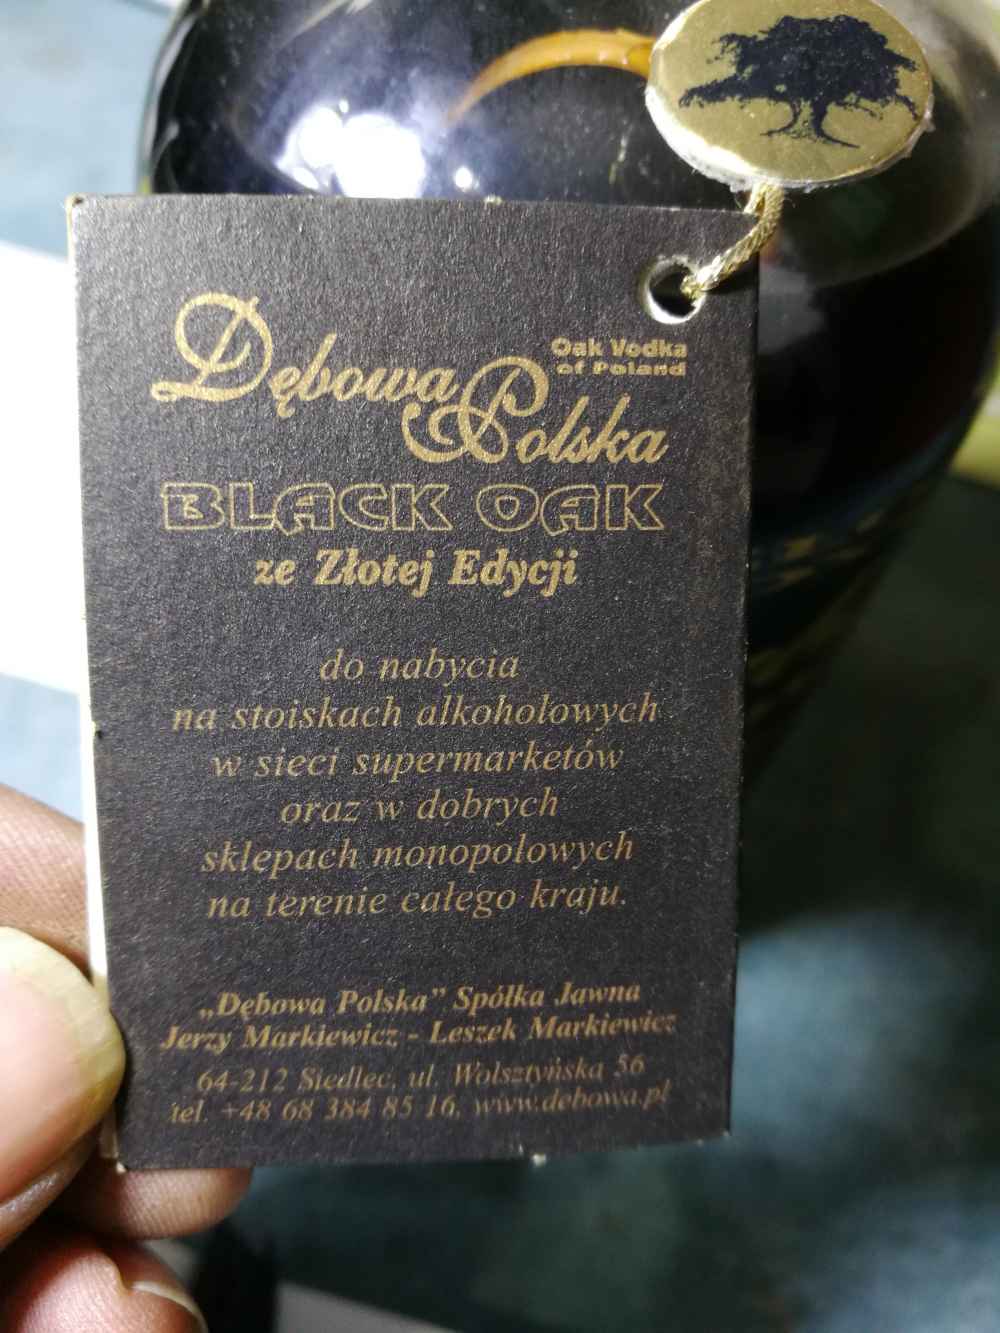 Dębowa
Oak Vodka
of Poland
Polska
BLACK OAK
ze Złotej Edycji
do nabycia
na stoiskach alkoholowych
w sieci supermarketów
oraz w dobrych
sklepach monopolowych
na terenie całego kraju.
„Dębowa Polska” Spółka Jawna
Jerzy Markiewicz - Leszek Markiewicz
64-212 Siedlec, ul. Wolsztyńska 56
tel. +48 68 384 85 16, www.debowa.pl